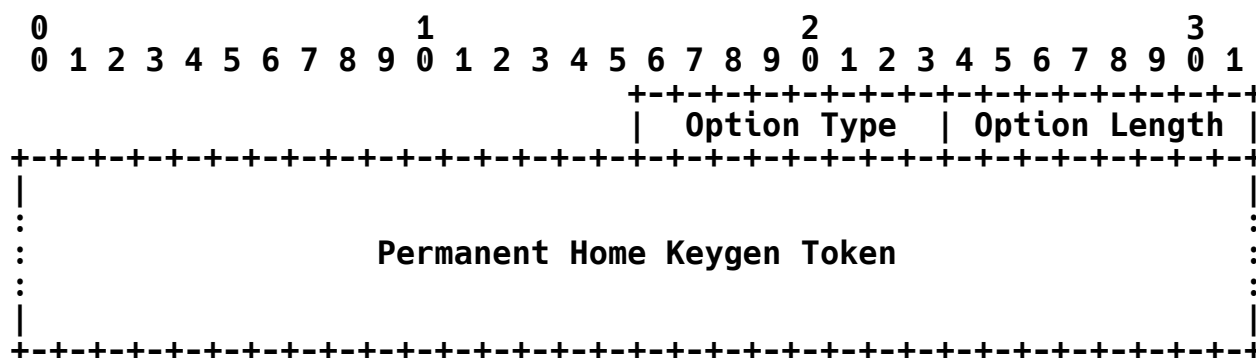 0                   1                   2                   3
 0 1 2 3 4 5 6 7 8 9 0 1 2 3 4 5 6 7 8 9 0 1 2 3 4 5 6 7 8 9 0 1
                                +-+-+-+-+-+-+-+-+-+-+-+-+-+-+-+-+
                                |  Option Type  | Option Length |
+-+-+-+-+-+-+-+-+-+-+-+-+-+-+-+-+-+-+-+-+-+-+-+-+-+-+-+-+-+-+-+-+
|                                                               |
:                                                               :
:                  Permanent Home Keygen Token                  :
:                                                               :
|                                                               |
+-+-+-+-+-+-+-+-+-+-+-+-+-+-+-+-+-+-+-+-+-+-+-+-+-+-+-+-+-+-+-+-+